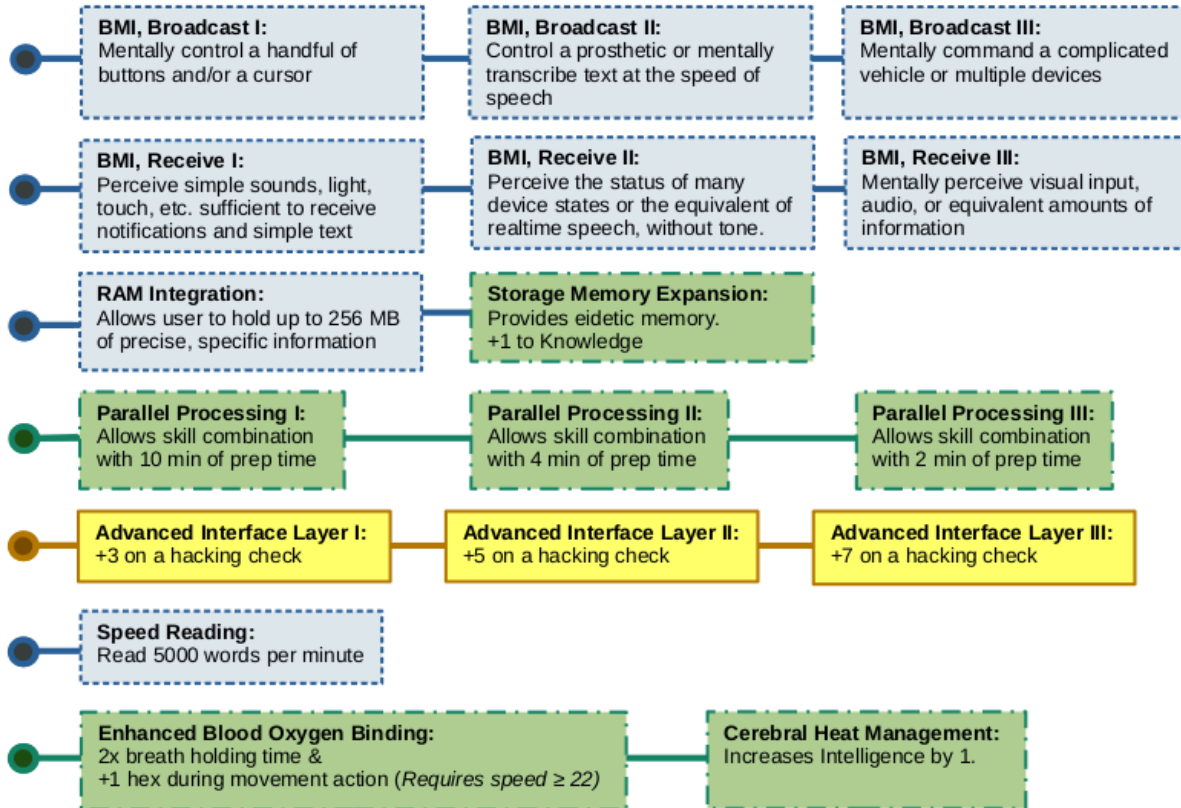 BMI, Broadcast I:
Mentally control a handful of
buttons and/or a cursor
BMI, Broadcast II:
Control a prosthetic or mentally
transcribe text at the speed of
speech
BMI, Broadcast III:
Mentally command a complicated
vehicle or multiple devices
BMI, Receive I:
Perceive simple sounds, light,
touch, etc. sufficient to receive
notifications and simple text
BMI, Receive II:
Perceive the status of many
device states or the equivalent of
realtime speech, without tone.
BMI, Receive III:
Mentally perceive visual input,
audio, or equivalent amounts of
information
RAM Integration:
Allows user to hold up to 256 MB
of precise, specific information
Storage Memory Expansion:
Provides eidetic memory.
+1 to Knowledge
Parallel Processing I:
Allows skill combination
with 10 min of prep time
Parallel Processing II:
Allows skill combination
with 4 min of prep time
Parallel Processing III:
Allows skill combination
with 2 min of prep time
Advanced Interface Layer I:
+3 on a hacking check
Advanced Interface Layer II:
+5 on a hacking check
Advanced Interface Layer III:
+7 on a hacking check
Speed Reading:
Read 5000 words per minute
Enhanced Blood Oxygen Binding:
2x breath holding time &
+1 hex during movement action (Requires speed ≥ 22)
Cerebral Heat Management:
Increases Intelligence by 1.